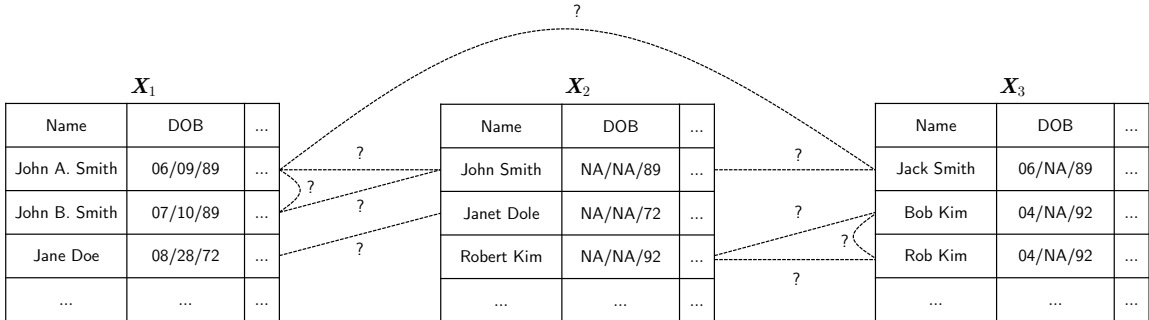 ?
X1 X2 X3
Name DOB ... Name DOB ... Name DOB ...
John A. Smith 06/09/89 ... ? John Smith NA/NA/89 ... ? Jack Smith 06/NA/89 ...
?
John B. Smith 07/10/89 ... ? Janet Dole NA/NA/72 ... ? Bob Kim 04/NA/92 ...
Jane Doe 08/28/72 ... ? Robert Kim NA/NA/92 ... ? Rob Kim 04/NA/92 ...
?
... ... ... ... ... ... ... ... ...